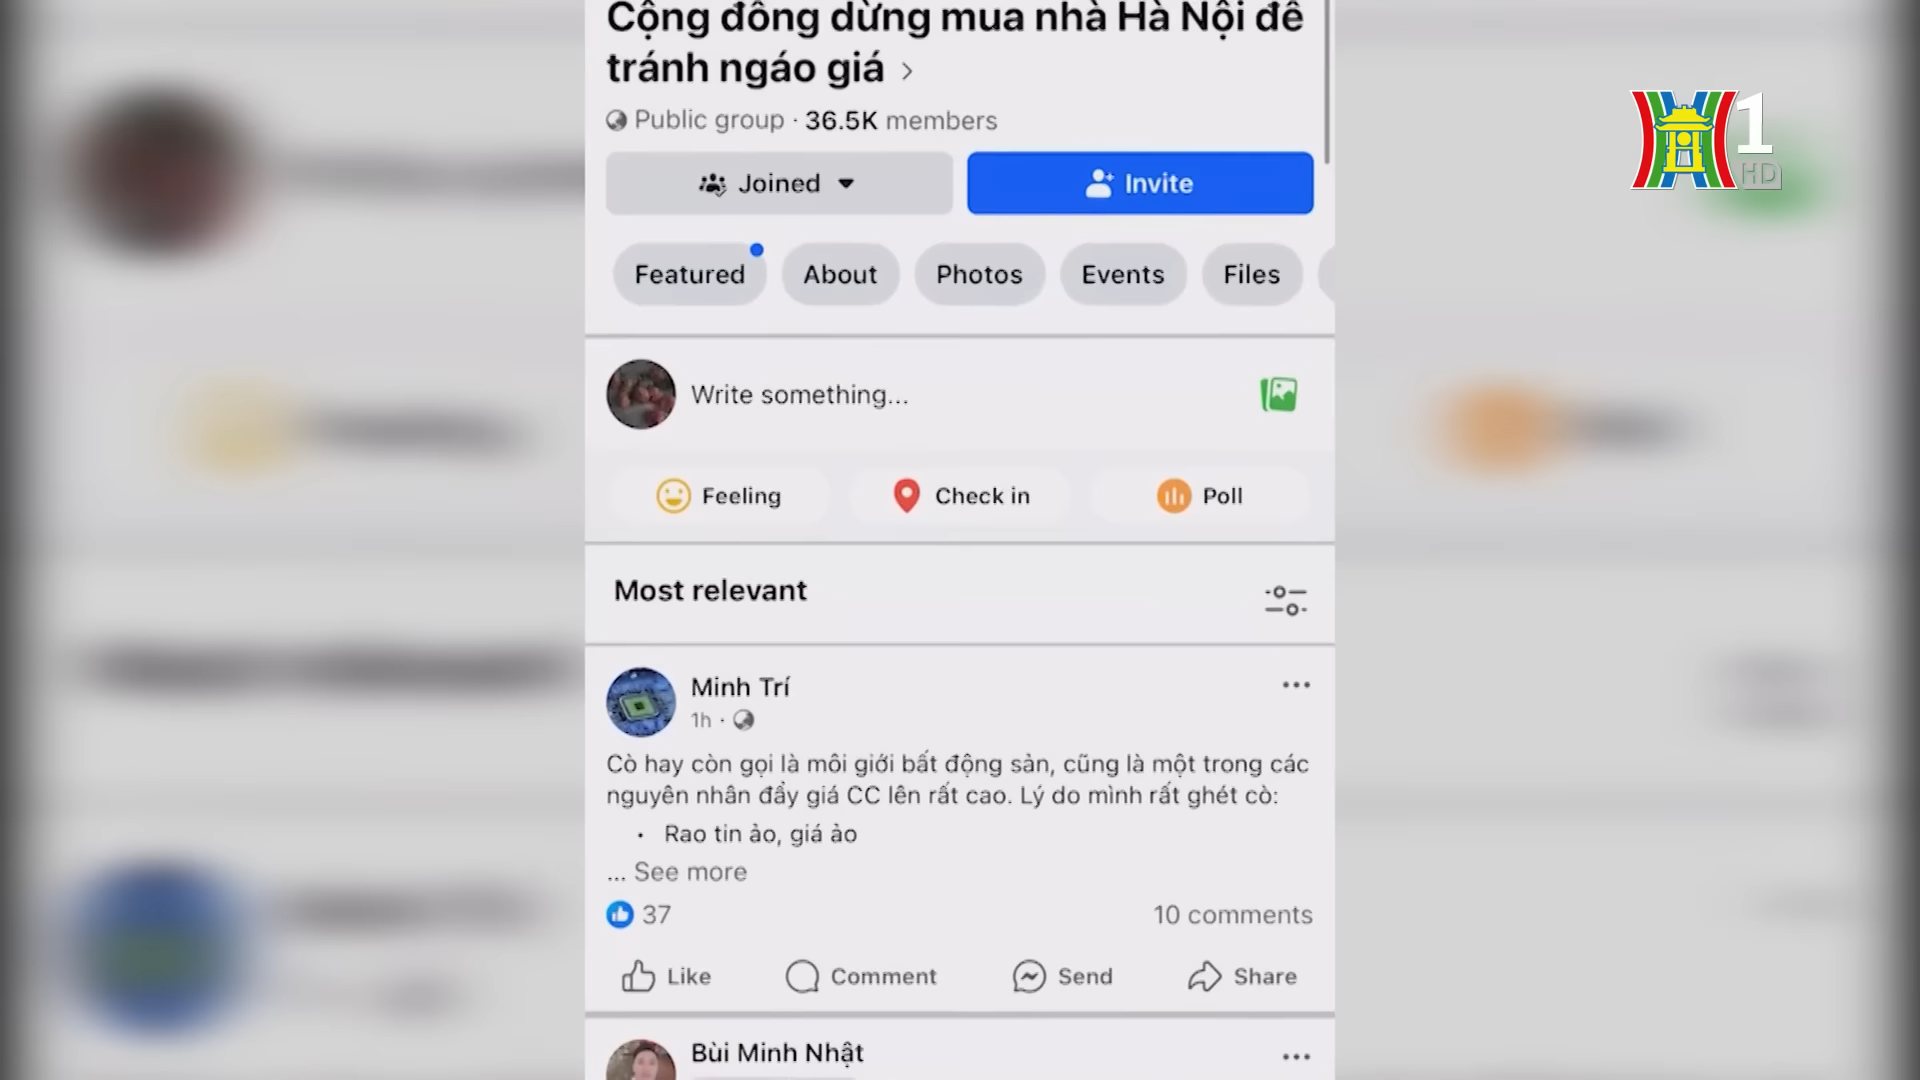 Cộng đồng dừng mua nhà Hà Nội để
tránh ngáo giá
Public group · 36.5K members
Joined
Invite
Featured
About
Photos
Events
Files
Write something...
Feeling
Check in
Poll
Most relevant
Minh Trí
1h ·
Cò hay còn gọi là môi giới bất động sản, cũng là một trong các
nguyên nhân đẩy giá CC lên rất cao. Lý do mình rất ghét cò:
• Rao tin ảo, giá ảo
... See more
37
10 comments
Like
Comment
Send
Share
Bùi Minh Nhật
H1
HD